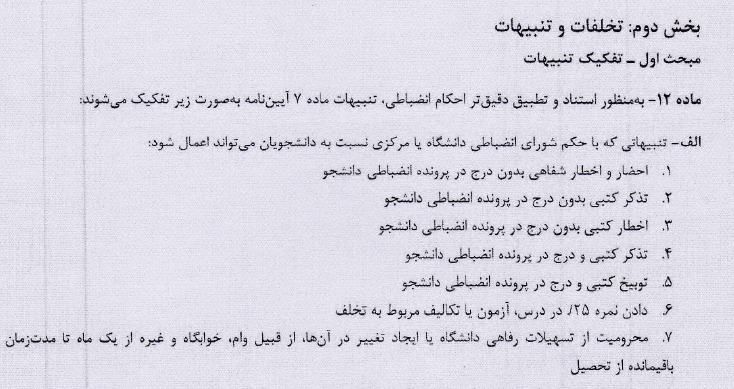 بخش دوم: تخلفات و تنبیهات
مبحث اول – تفکیک تنبیهات
ماده ۱۲- به‌منظور استناد و تطبیق دقیق‌تر احکام انضباطی، تنبیهات ماده ۷ آیین‌نامه به‌صورت زیر تفکیک می‌شوند:
الف- تنبیهاتی که با حکم شورای انضباطی دانشگاه یا مرکزی نسبت به دانشجویان می‌تواند اعمال شود:
۱. احضار و اخطار شفاهی بدون درج در پرونده انضباطی دانشجو
۲. تذکر کتبی بدون درج در پرونده انضباطی دانشجو
۳. اخطار کتبی بدون درج در پرونده انضباطی دانشجو
۴. تذکر کتبی و درج در پرونده انضباطی دانشجو
۵. توبیخ کتبی و درج در پرونده انضباطی دانشجو
۶. دادن نمره ۲۵/. در درس، آزمون یا تکالیف مربوط به تخلف
۷. محرومیت از تسهیلات رفاهی دانشگاه یا ایجاد تغییر در آن‌ها، از قبیل وام، خوابگاه و غیره از یک ماه تا مدت‌زمان
باقیمانده از تحصیل